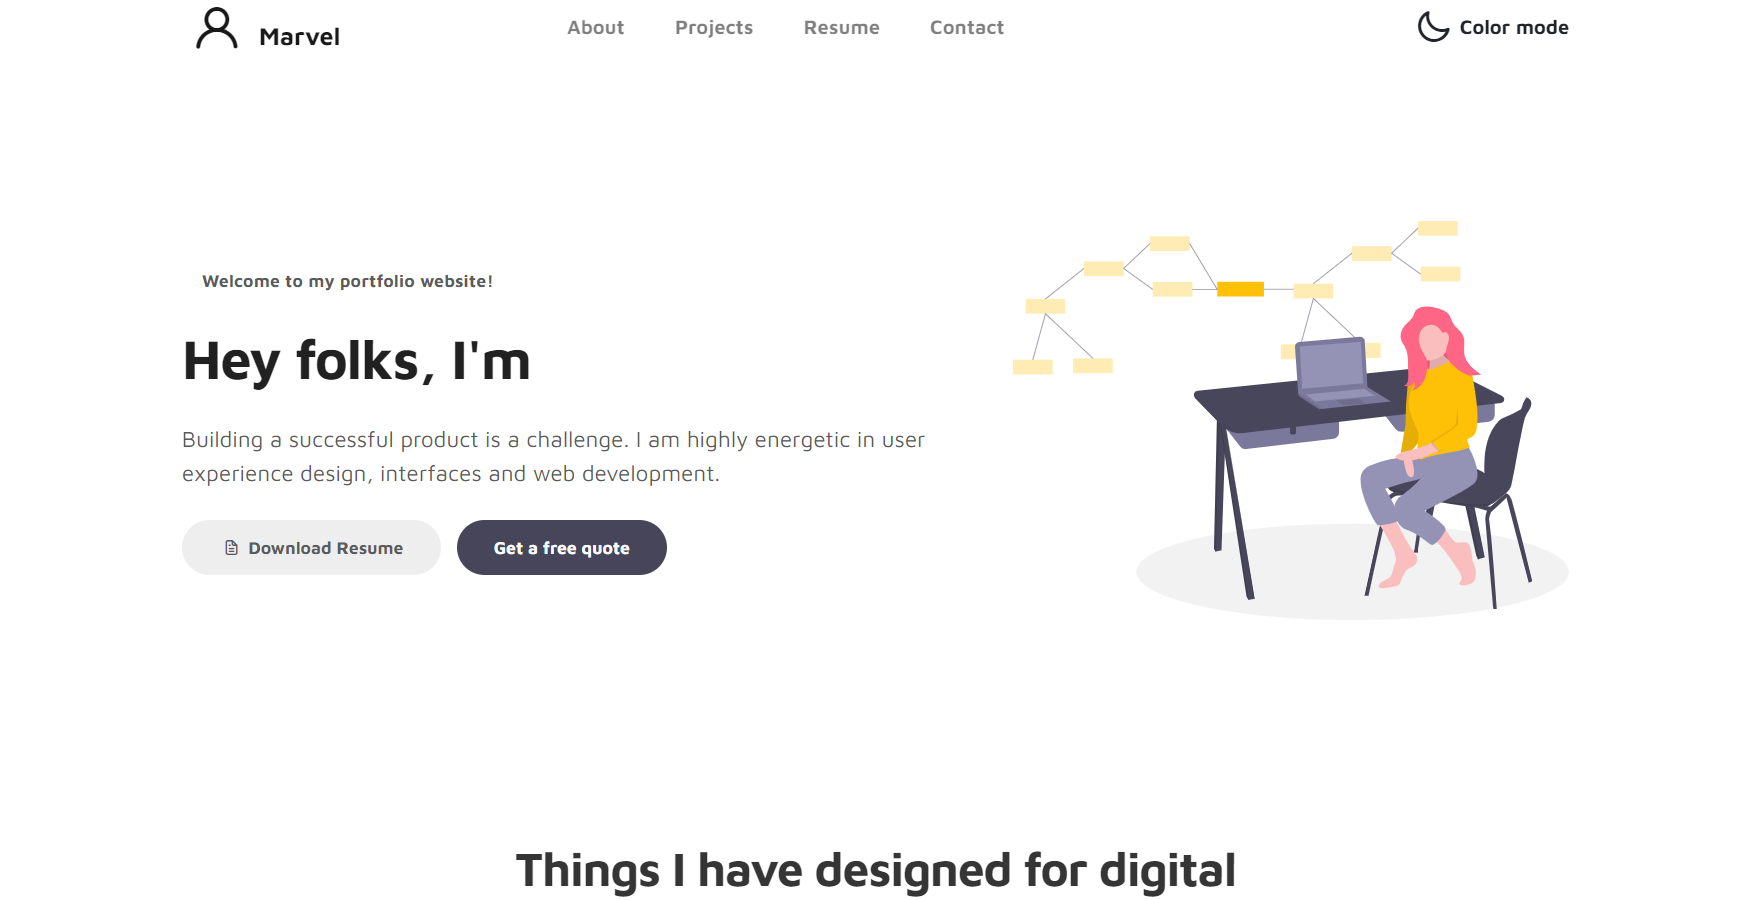 Marvel
About
Projects
Resume
Contact
Color mode
Welcome to my portfolio website!
Hey folks, I'm
Building a successful product is a challenge. I am highly energetic in user
experience design, interfaces and web development.
Download Resume
Get a free quote
Things I have designed for digital